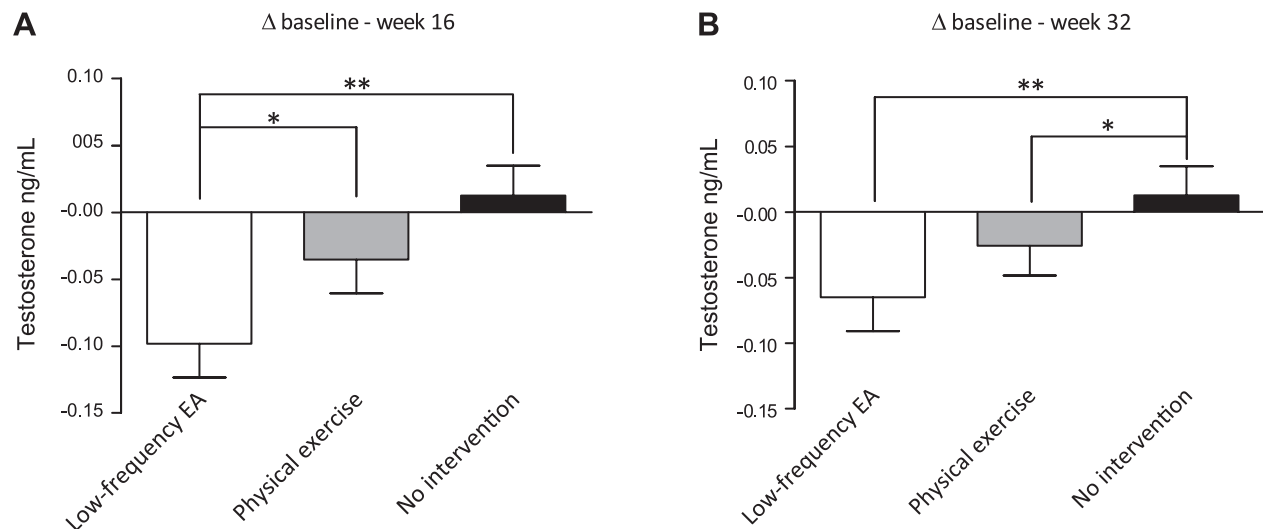 A
Δ baseline - week 16
Testosterone ng/mL
0.10
005
-0.00
-0.05
-0.10
-0.15
**
*
Low-frequency EA
Physical exercise
No intervention
B
Δ baseline - week 32
Testosterone ng/mL
0.10
0.05
-0.00
-0.05
-0.10
-0.15
**
*
Low-frequency EA
Physical exercise
No intervention